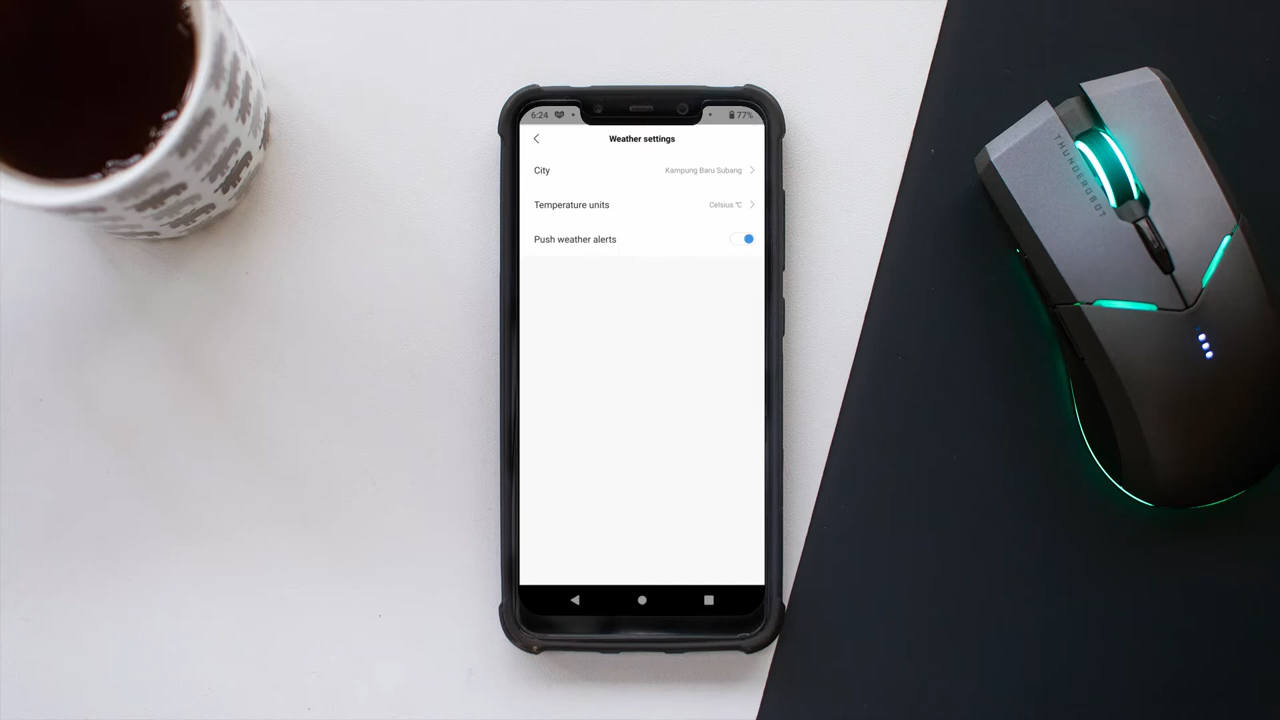 6:24
77%
Weather settings
City
Kampung Baru Subang
Temperature units
Celsius ℃
Push weather alerts
THUNDEROBOT